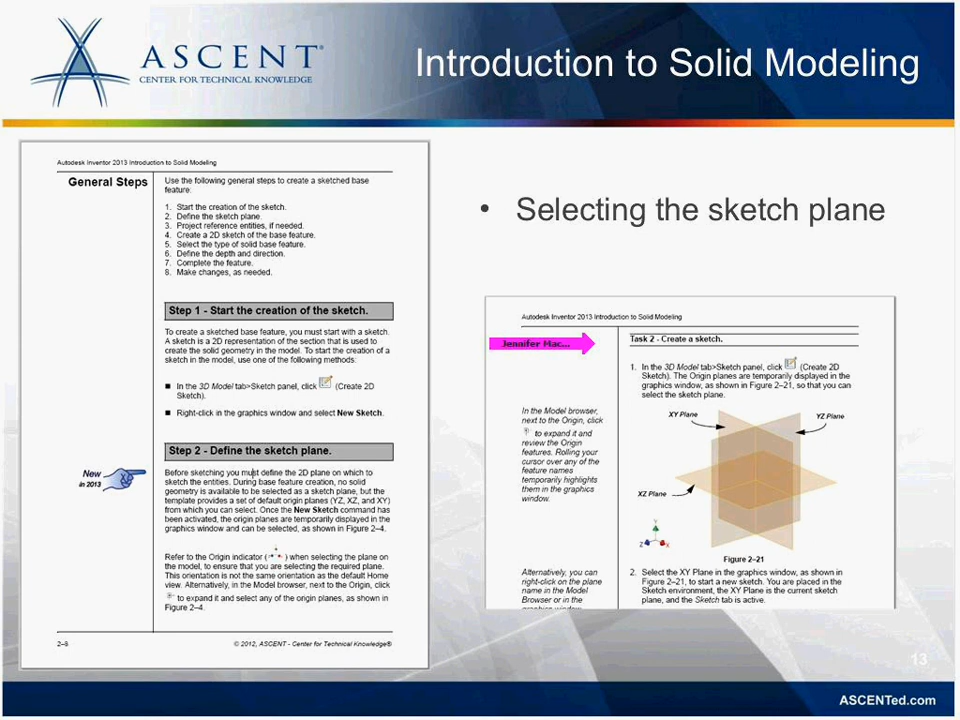 ASCENT®
CENTER FOR TECHNICAL KNOWLEDGE
Introduction to Solid Modeling
Autodesk Inventor 2013 Introduction to Solid Modeling
General Steps
Use the following general steps to create a sketched base
feature:
1. Start the creation of the sketch.
2. Define the sketch plane.
3. Project reference entities, if needed.
4. Create a 2D sketch of the base feature.
5. Select the type of solid base feature.
6. Define the depth and direction.
7. Complete the feature.
8. Make changes, as needed.
Step 1 - Start the creation of the sketch.
To create a sketched base feature, you must start with a sketch.
A sketch is a 2D representation of the section that is used to
create the solid geometry in the model. To start the creation of a
sketch in the model, use one of the following methods:
■ In the 3D Model tab>Sketch panel, click (Create 2D
Sketch).
■ Right-click in the graphics window and select New Sketch.
Step 2 - Define the sketch plane.
New
in 2013
Before sketching you must define the 2D plane on which to
sketch the entities. During base feature creation, no solid
geometry is available to be selected as a sketch plane, but the
template provides a set of default origin planes (YZ, XZ, and XY)
from which you can select. Once the New Sketch command has
been activated, the origin planes are temporarily displayed in the
graphics window and can be selected, as shown in Figure 2–4.
Refer to the Origin indicator ( ) when selecting the plane on
the model, to ensure that you are selecting the required plane.
This orientation is not the same orientation as the default Home
view. Alternatively, in the Model browser, next to the Origin, click
to expand it and select any of the origin planes, as shown in
Figure 2–4.
2–6
© 2012, ASCENT - Center for Technical Knowledge®
• Selecting the sketch plane
Autodesk Inventor 2013 Introduction to Solid Modeling
Jennifer Mac...
Task 2 - Create a sketch.
1. In the 3D Model tab>Sketch panel, click (Create 2D
Sketch). The Origin planes are temporarily displayed in the
graphics window, as shown in Figure 2–21, so that you can
select the sketch plane.
In the Model browser,
next to the Origin, click
to expand it and
review the Origin
features. Rolling your
cursor over any of the
feature names
temporarily highlights
them in the graphics
window.
XY Plane
YZ Plane
XZ Plane
Y
Z
X
Figure 2–21
Alternatively, you can
right-click on the plane
name in the Model
Browser or in the
graphics window
2. Select the XY Plane in the graphics window, as shown in
Figure 2–21, to start a new sketch. You are placed in the
Sketch environment, the XY Plane is the current sketch
plane, and the Sketch tab is active.
13
ASCENTed.com